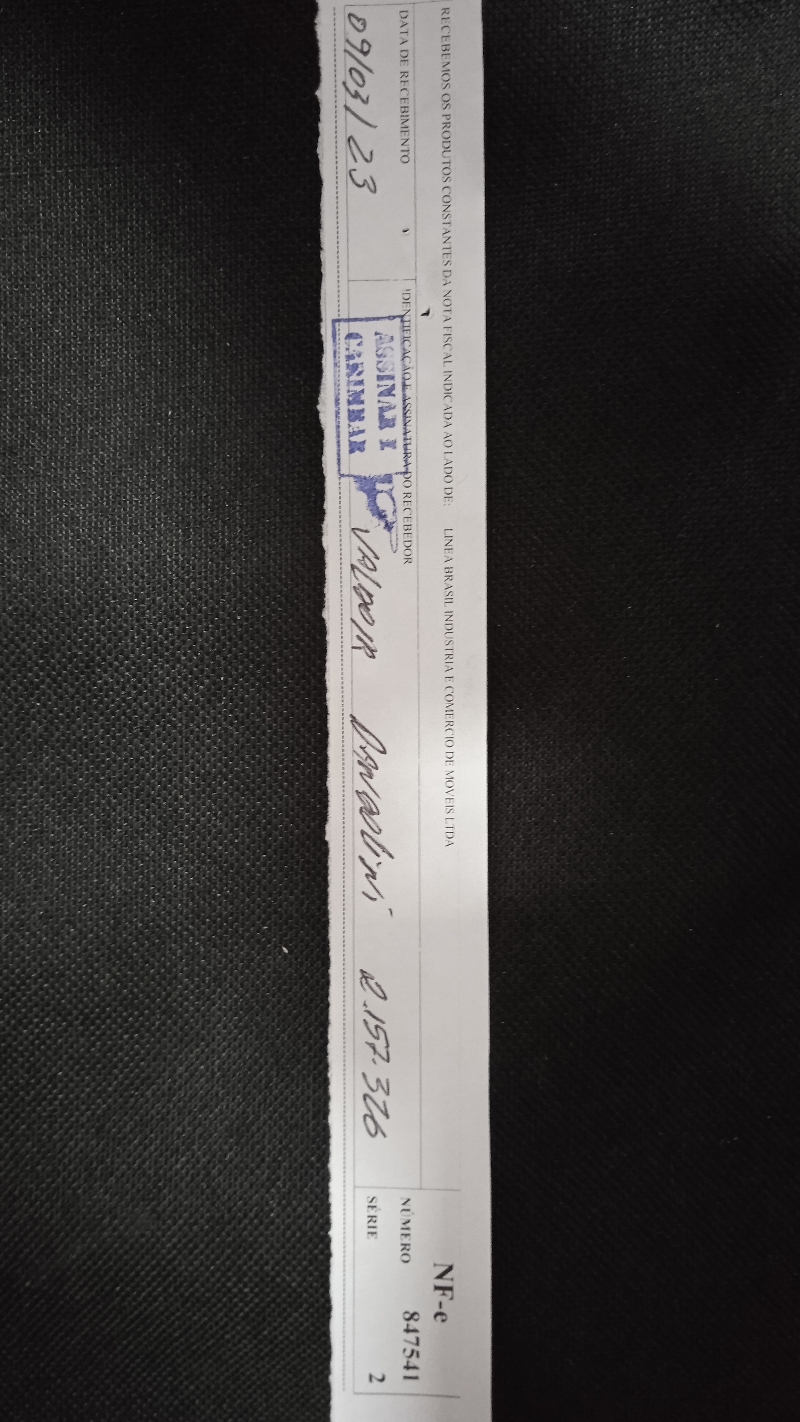 RECEBEMOS OS PRODUTOS CONSTANTES DA NOTA FISCAL INDICADA AO LADO DE: LINEA BRASIL INDUSTRIA E COMERCIO DE MOVEIS LTDA
DATA DE RECEBIMENTO
09/03/23
IDENTIFICAÇÃO E ASSINATURA DO RECEBEDOR
ASSINAR E
CARIMBAR
VALDOIR 2.157.326
NF-e
NÚMERO 847541
SÉRIE 2